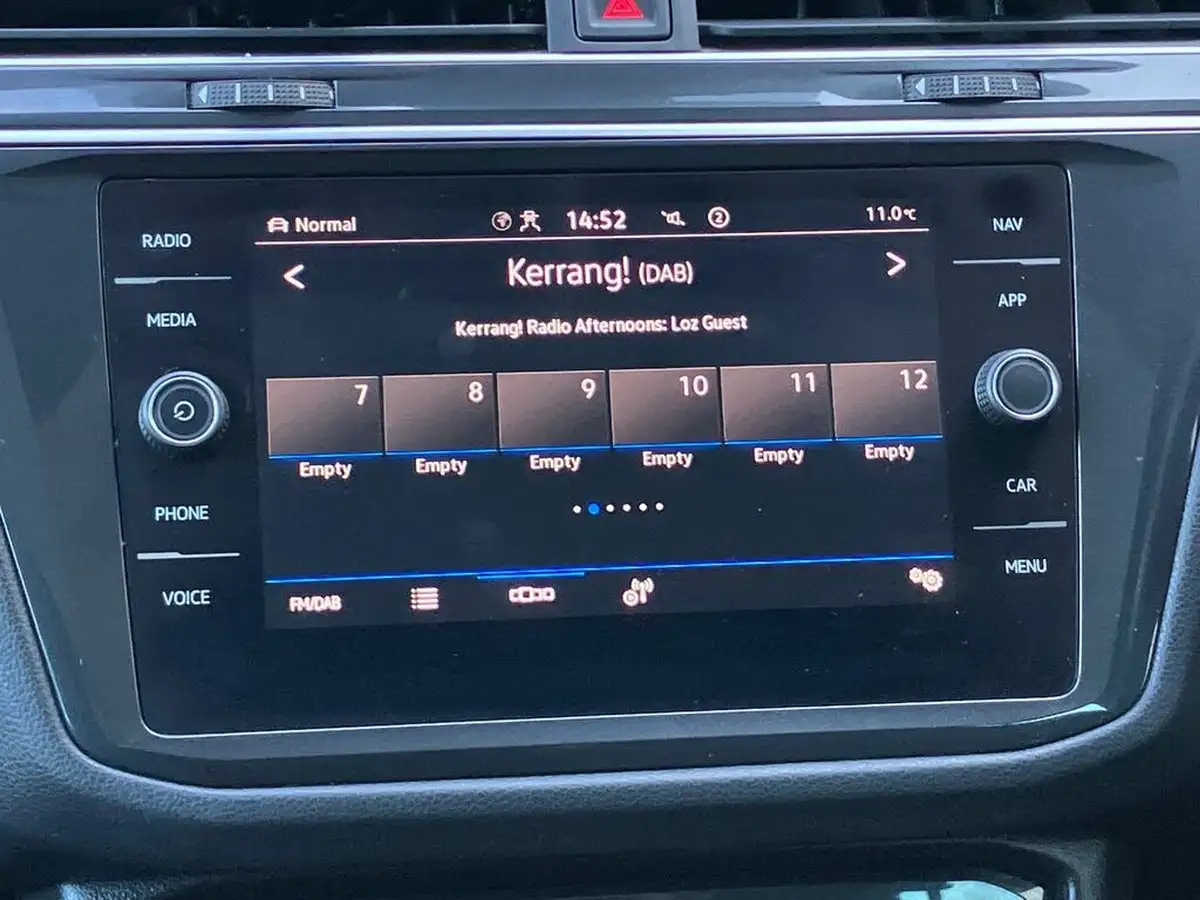 RADIO
MEDIA
PHONE
VOICE
Normal
14:52
2
11.0°C
Kerrang! (DAB)
Kerrang! Radio Afternoons: Loz Guest
7 8 9 10 11 12
Empty Empty Empty Empty Empty Empty
FM/DAB
NAV
APP
CAR
MENU